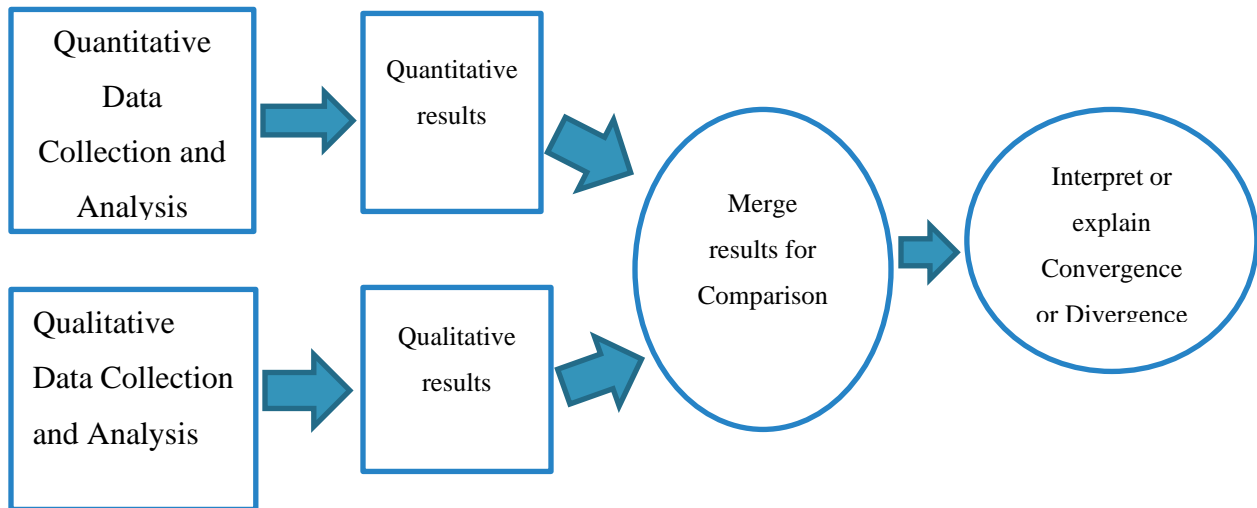 Quantitative
Data
Collection and
Analysis
Quantitative
results
Qualitative
Data Collection
and Analysis
Qualitative
results
Merge
results for
Comparison
Interpret or
explain
Convergence
or Divergence